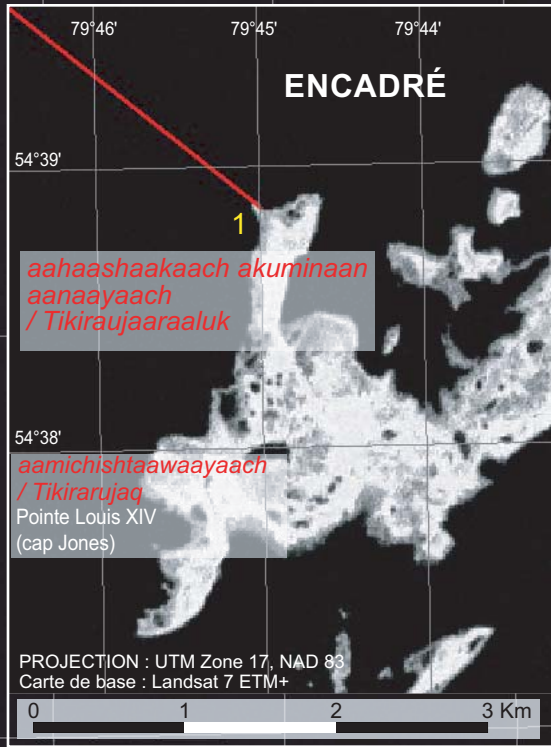 79°46' 79°45' 79°44'
ENCADRÉ
54°39'
1
aahaashaakaach akuminaan
aanaayaach
/ Tikiraujaaraaluk
54°38'
aamichishtaawaayaach
/ Tikirarujaq
Pointe Louis XIV
(cap Jones)
PROJECTION : UTM Zone 17, NAD 83
Carte de base : Landsat 7 ETM+
0 1 2 3 Km